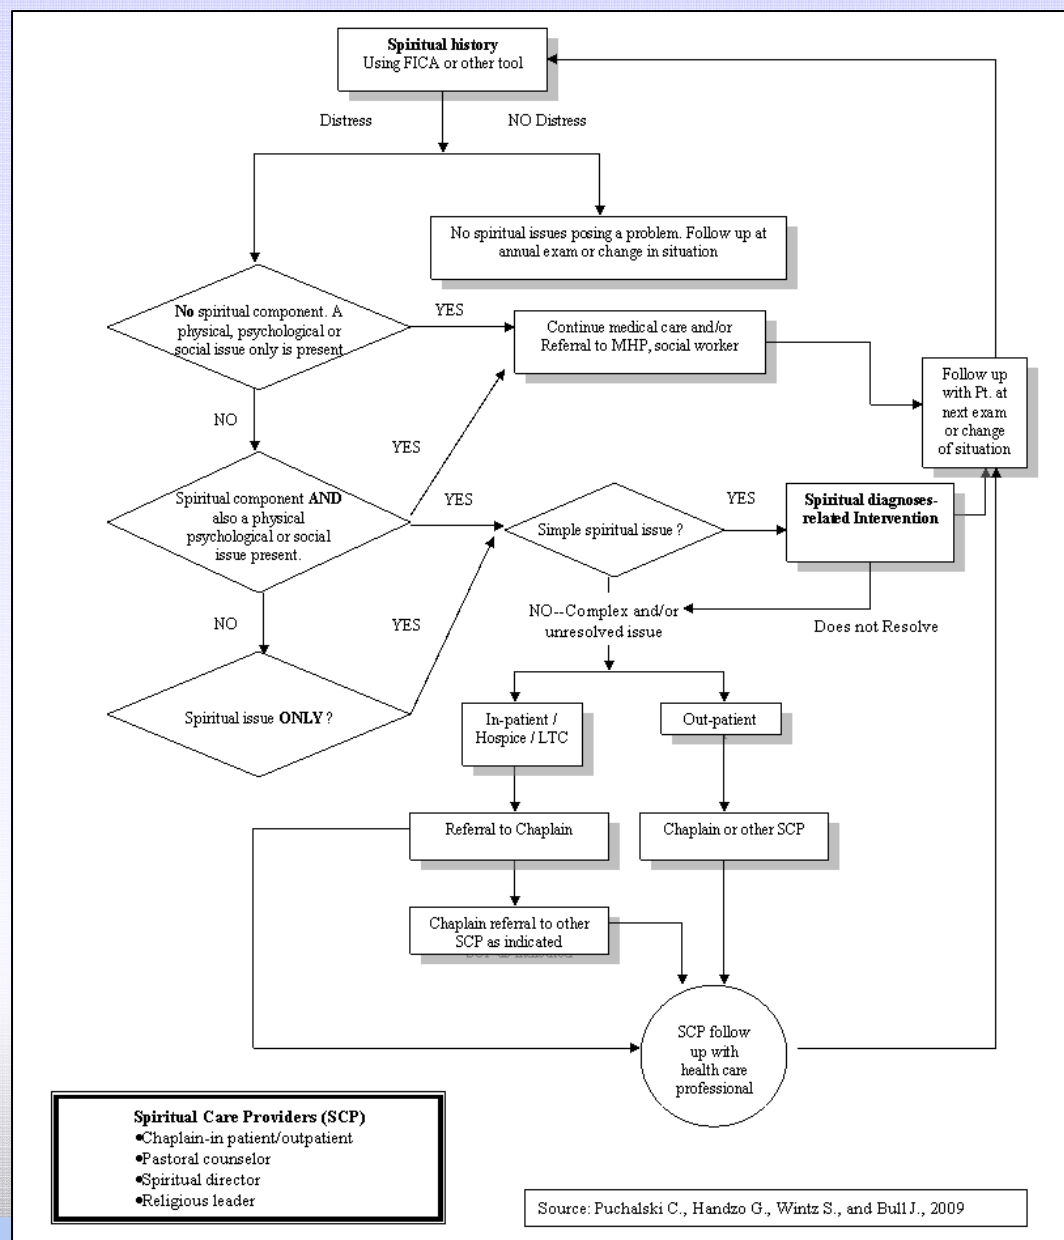 Spiritual history
Using FICA or other tool
Distress
NO Distress
No spiritual issues posing a problem. Follow up at
annual exam or change in situation
No spiritual component. A
physical, psychological or
social issue only is present
YES
Continue medical care and/or
Referral to MHP, social worker
Follow up
with Pt. at
next exam
or change
of situation
NO
YES
Spiritual component AND
also a physical
psychological or social
issue present.
YES
Simple spiritual issue ?
YES
Spiritual diagnoses-
related Intervention
NO
YES
NO--Complex and/or
unresolved issue
Does not Resolve
Spiritual issue ONLY ?
In-patient /
Hospice / LTC
Out-patient
Referral to Chaplain
Chaplain or other SCP
Chaplain referral to other
SCP as indicated
SCP follow
up with
health care
professional
Spiritual Care Providers (SCP)
•Chaplain-in patient/outpatient
•Pastoral counselor
•Spiritual director
•Religious leader
Source: Puchalski C., Handzo G., Wintz S., and Bull J., 2009